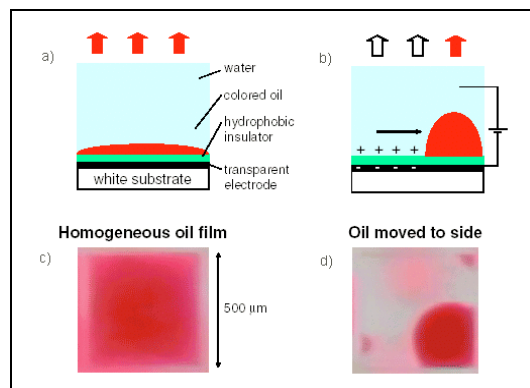 a)
water
colored oil
hydrophobic
insulator
transparent
electrode
white substrate
b)
+ + + +
- - - -
Homogeneous oil film
Oil moved to side
c)
500 μm
d)